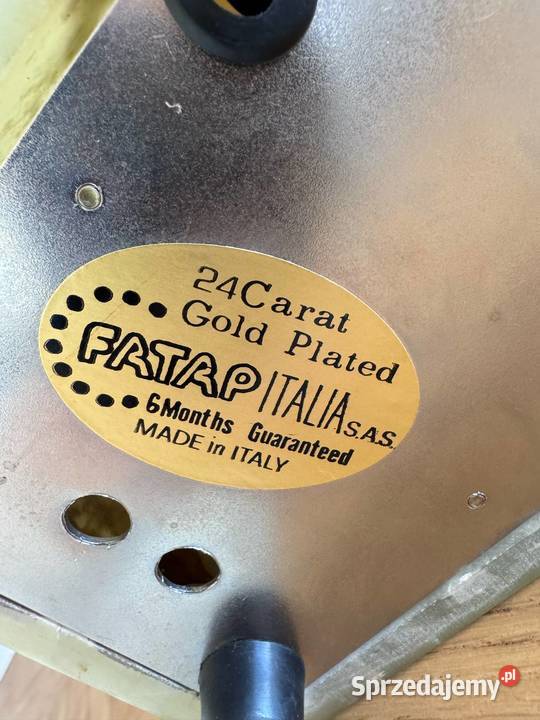 24Carat
Gold Plated
FATAP ITALIA S.A.S.
6Months Guaranteed
MADE in ITALY
Sprzedajemy.pl